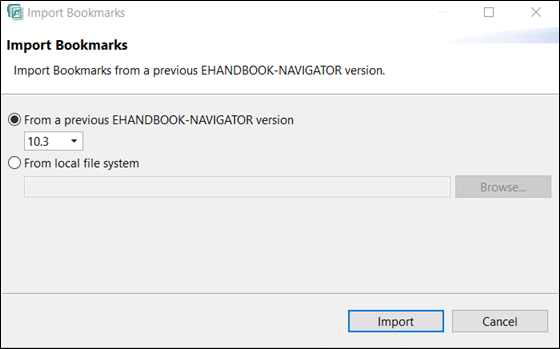 Import Bookmarks
Import Bookmarks
Import Bookmarks from a previous EHANDBOOK-NAVIGATOR version.
From a previous EHANDBOOK-NAVIGATOR version
10.3
From local file system
Browse...
Import Cancel